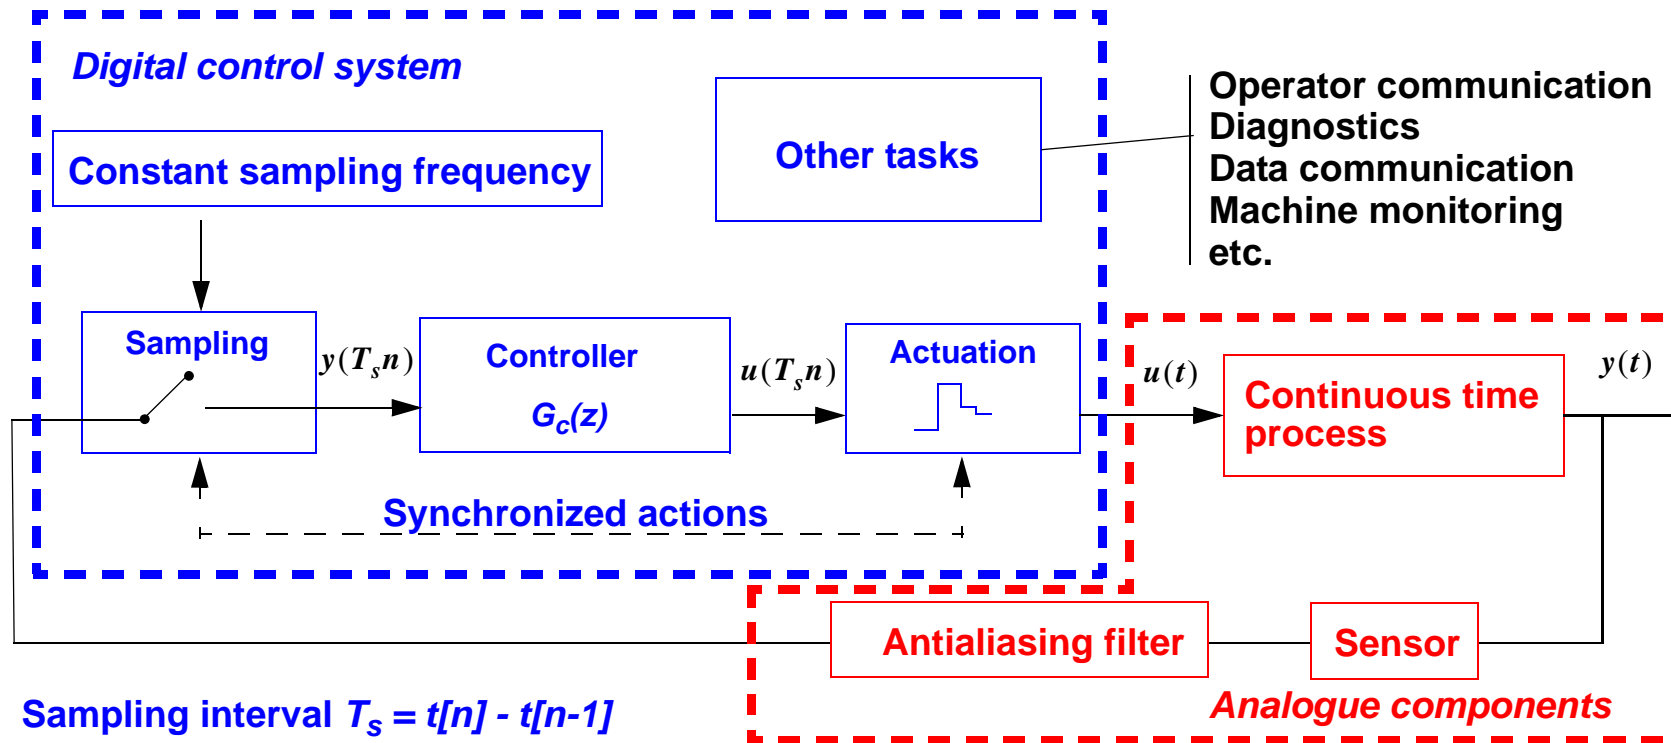 Digital control system
Constant sampling frequency
Other tasks
Operator communication
Diagnostics
Data communication
Machine monitoring
etc.
Sampling
y(Tₛn)
Controller
G_c(z)
u(Tₛn)
Actuation
u(t)
Continuous time
process
y(t)
Synchronized actions
Antialiasing filter
Sensor
Analogue components
Sampling interval Tₛ = t[n] - t[n-1]